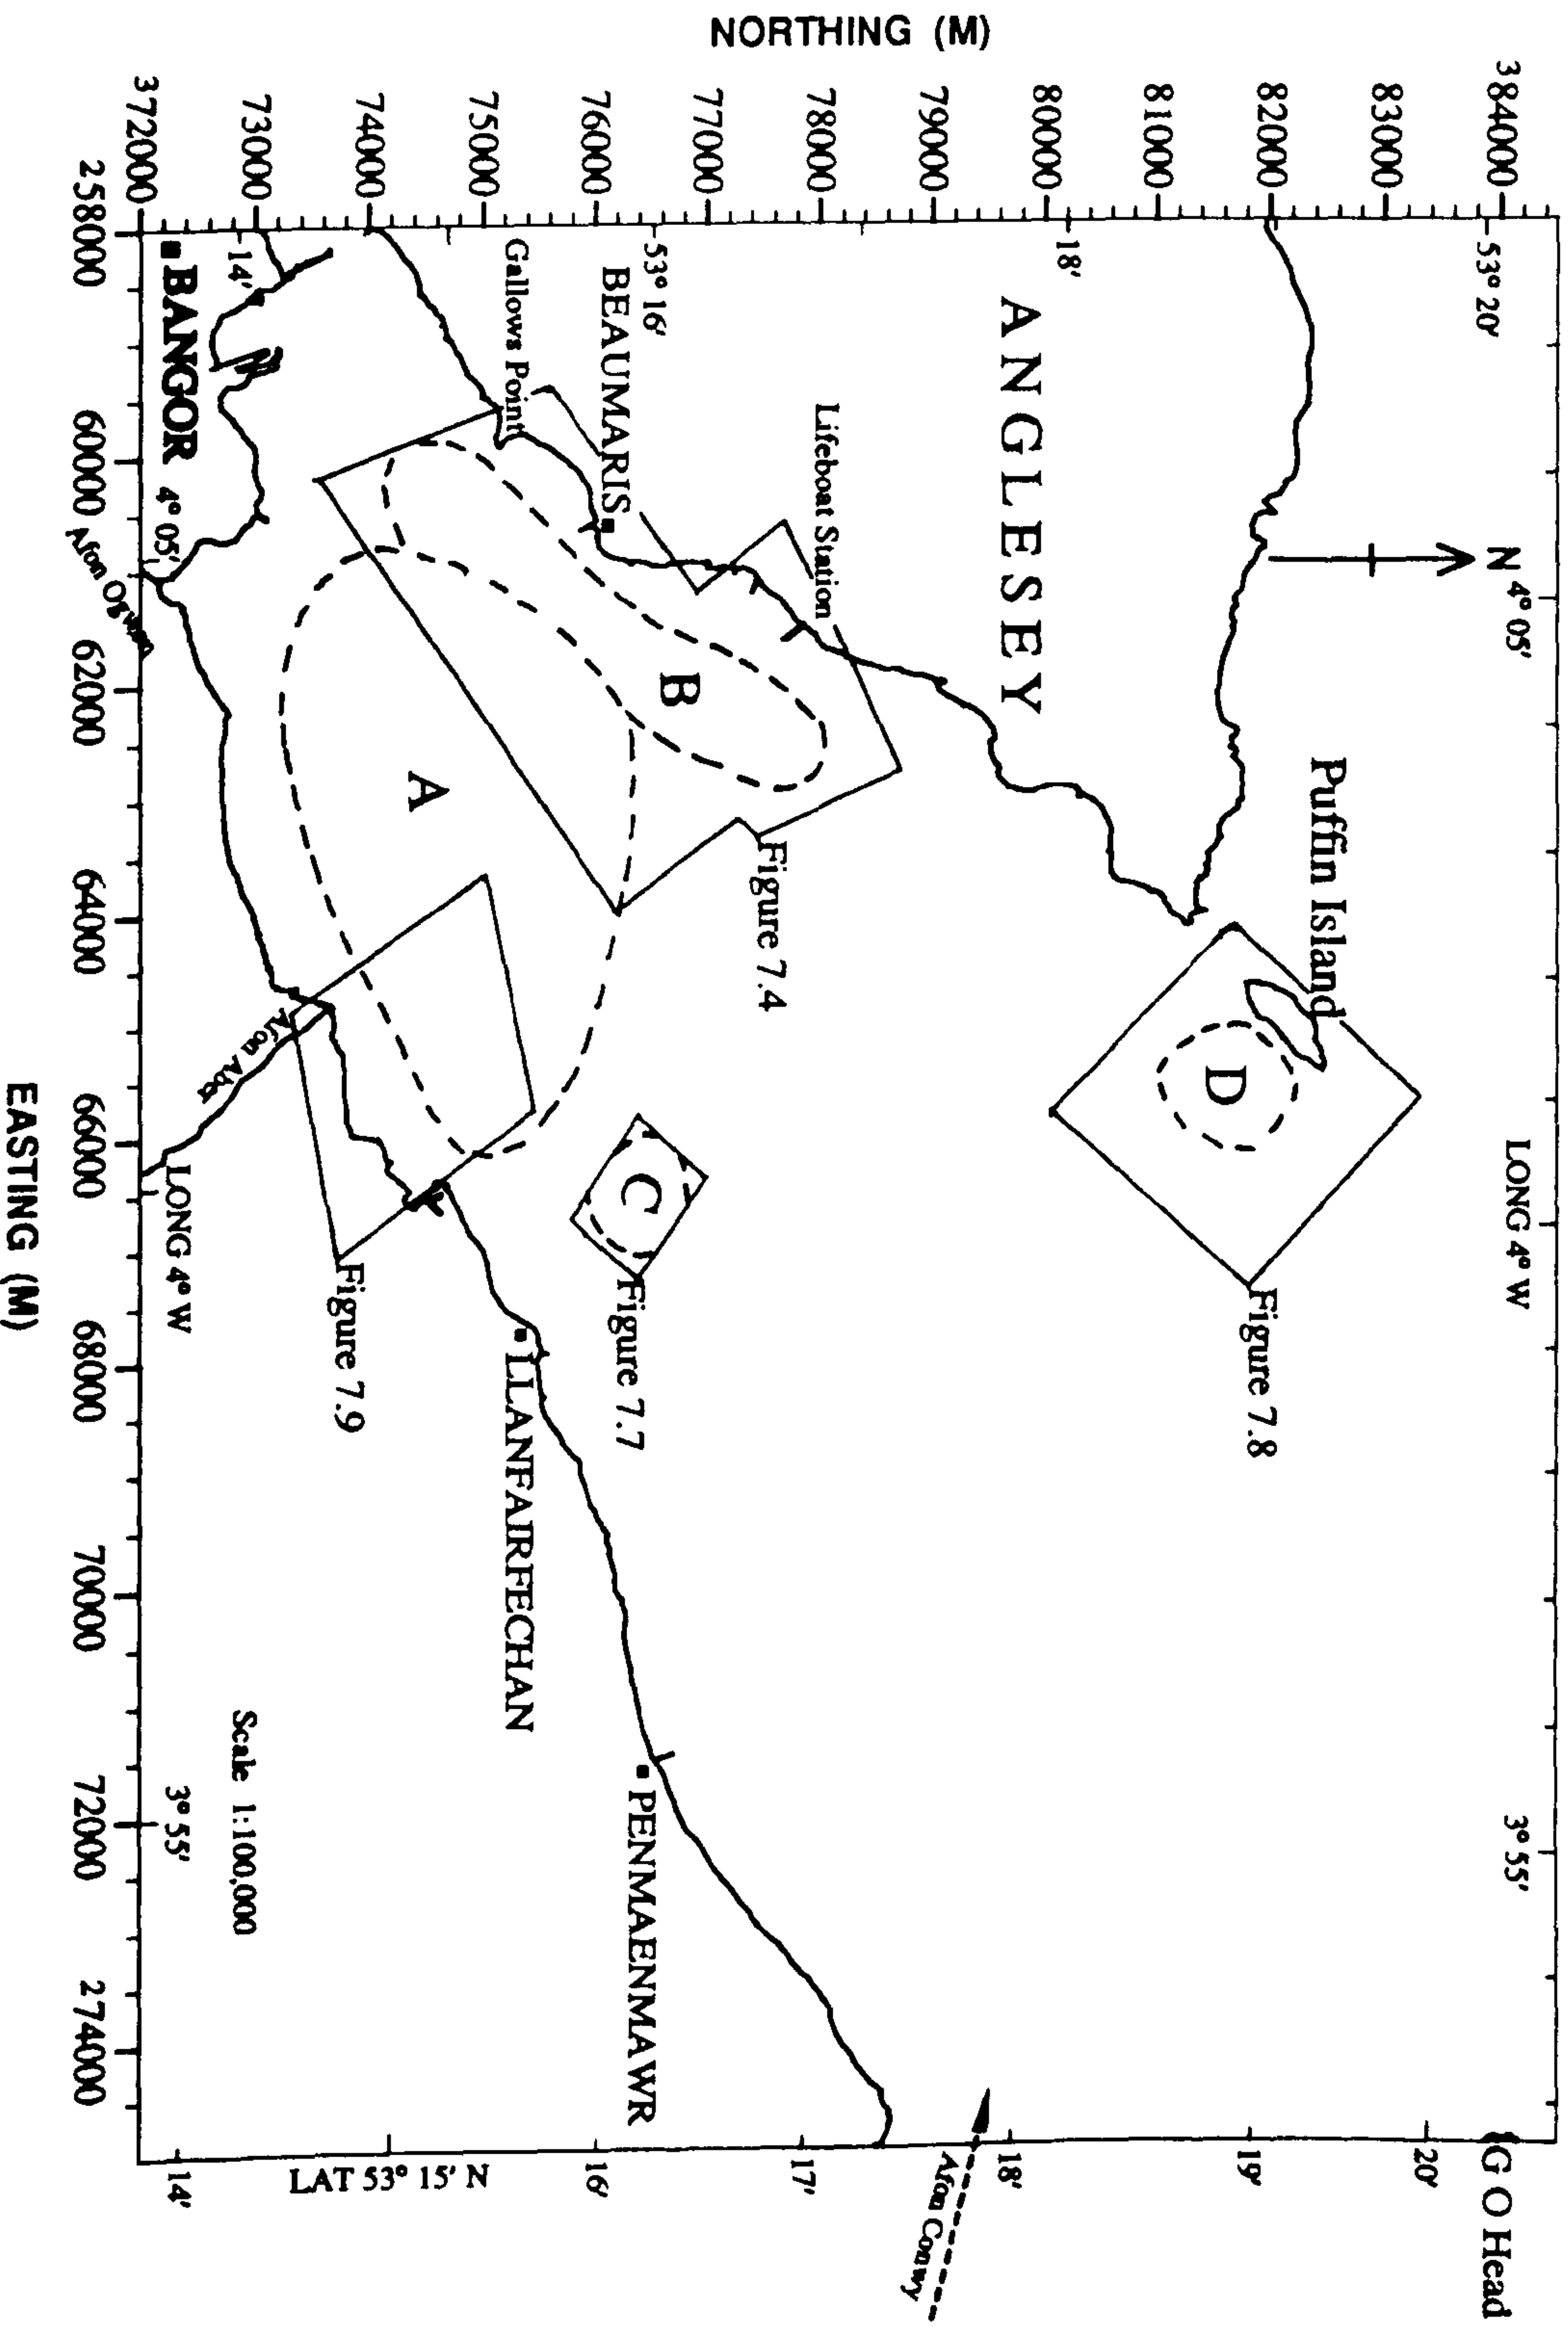 NORTHING (M)
384000
83000
82000
81000
80000
79000
78000
77000
76000
75000
74000
73000
372000
258000
60000
62000
64000
66000
68000
70000
72000
274000
EASTING (M)
53° 20'
18'
53° 16'
14'
N
4° 05'
LONG 4° W
3° 55'
G O Head
20'
19'
18'
17'
16'
LAT 53° 15' N
14'
Afon Conwy
ANGLESEY
Puffin Island
D
Figure 7.8
Lifeboat Station
BEAUMARIS
Gallows Point
B
Figure 7.4
A
C
Figure 7.7
BANGOR
4° 05'
Afon Ogwen
Afon Aber
Figure 7.9
LONG 4° W
LLANFAIRFECHAN
PENMAENMAWR
Scale 1:100,000
3° 55'